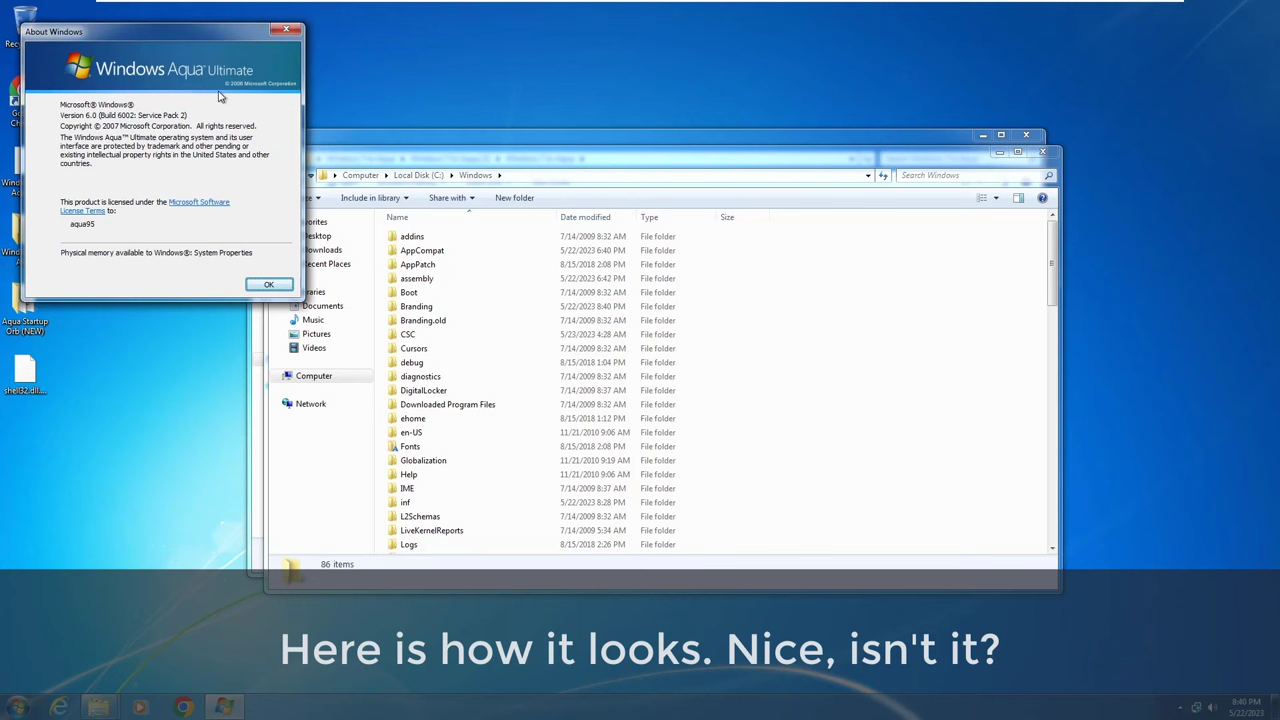 About Windows
Windows Aqua™ Ultimate
© 2006 Microsoft Corporation
Microsoft® Windows®
Version 6.0 (Build 6002: Service Pack 2)
Copyright © 2007 Microsoft Corporation. All rights reserved.
The Windows Aqua™ Ultimate operating system and its user
interface are protected by trademark and other pending or
existing intellectual property rights in the United States and other
countries.
This product is licensed under the Microsoft Software
License Terms to:
aqua95
Physical memory available to Windows®: System Properties
OK
Aqua Startup
Orb (NEW)
shell32.dll....
Computer
Local Disk (C:)
Windows
Search Windows
Include in library
Share with
New folder
Name
Date modified
Type
Size
Recent Places
Documents
Music
Pictures
Videos
Computer
Network
addins 7/14/2009 8:32 AM File folder
AppCompat 5/22/2023 6:40 PM File folder
AppPatch 8/15/2018 2:08 PM File folder
assembly 5/22/2023 6:42 PM File folder
Boot 7/14/2009 8:32 AM File folder
Branding 5/22/2023 8:40 PM File folder
Branding.old 7/14/2009 8:32 AM File folder
CSC 5/23/2023 4:28 AM File folder
Cursors 7/14/2009 8:32 AM File folder
debug 8/15/2018 1:04 PM File folder
diagnostics 7/14/2009 8:32 AM File folder
DigitalLocker 7/14/2009 8:37 AM File folder
Downloaded Program Files 7/14/2009 8:32 AM File folder
ehome 8/15/2018 1:12 PM File folder
en-US 11/21/2010 9:06 AM File folder
Fonts 8/15/2018 2:08 PM File folder
Globalization 11/21/2010 9:19 AM File folder
Help 11/21/2010 9:06 AM File folder
IME 7/14/2009 8:37 AM File folder
inf 5/22/2023 8:28 PM File folder
L2Schemas 7/14/2009 8:32 AM File folder
LiveKernelReports 7/14/2009 5:34 AM File folder
Logs 8/15/2018 2:26 PM File folder
86 items
Here is how it looks. Nice, isn't it?
8:40 PM
5/22/2023